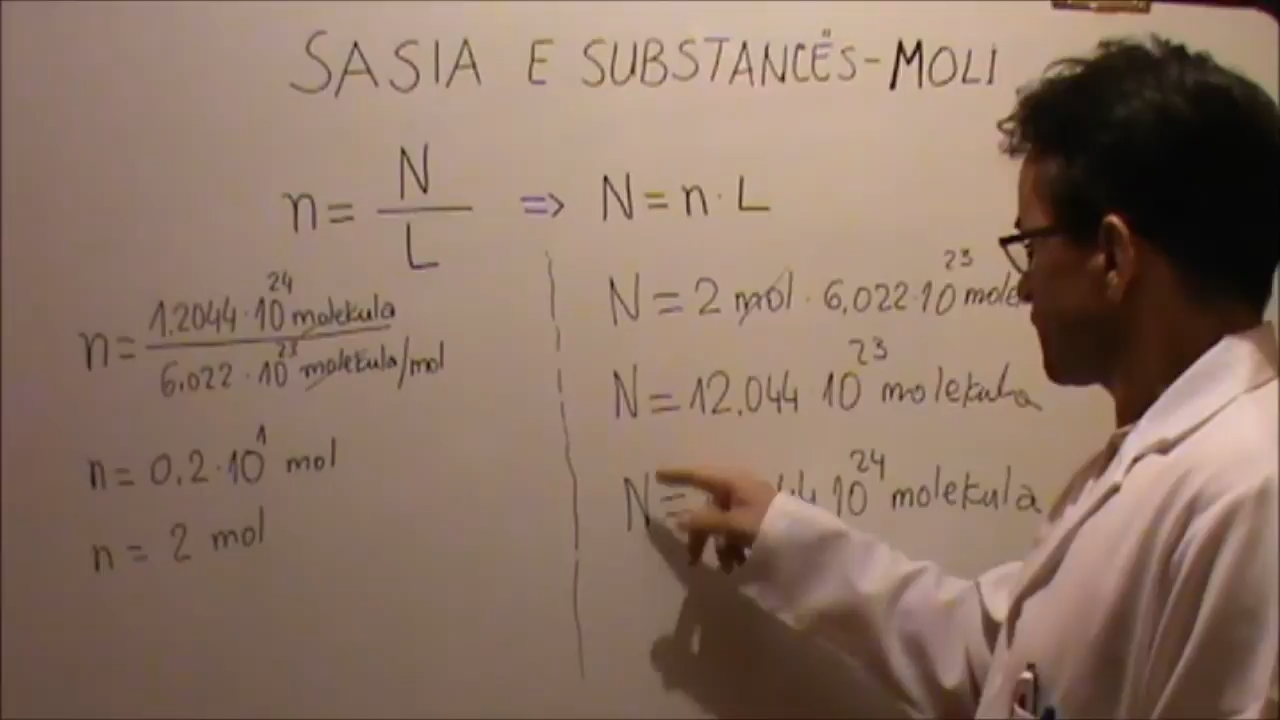 SASIA E SUBSTANCËS-MOLI
n = N / L => N = n · L
n = 1,2044 · 10^24 molekula / 6,022 · 10^23 molekula/mol
n = 0,2 · 10^1 mol
n = 2 mol
N = 2 mol · 6,022 · 10^23
N = 12,044 · 10^23 molekula
N = 10^24 molekula